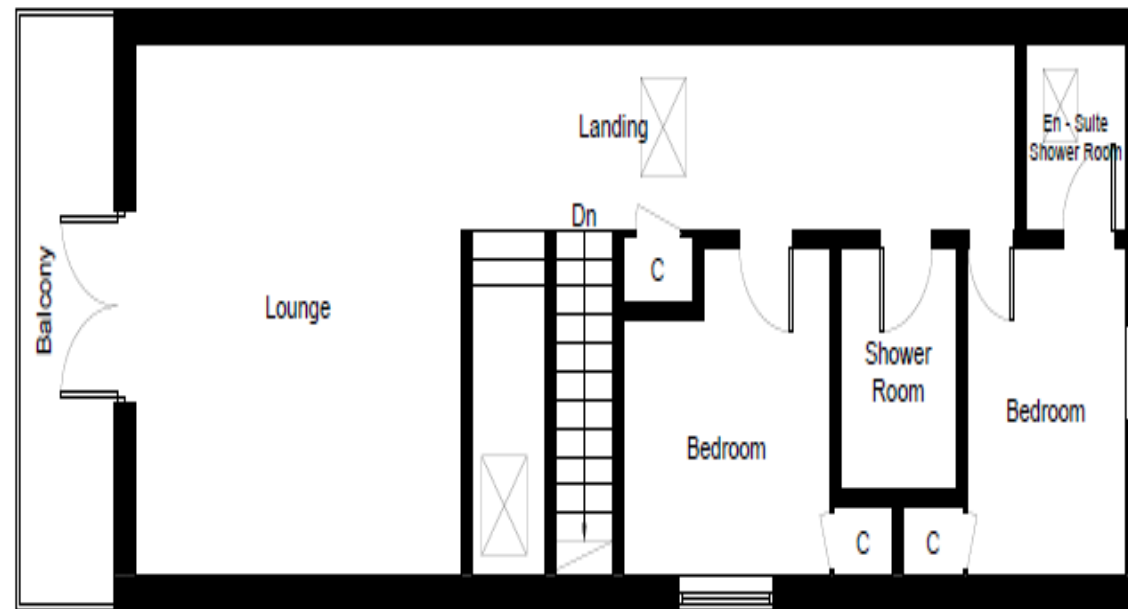 En - Suite
Shower Room
Landing
Dn
C
Balcony
Lounge
Shower
Room
Bedroom
Bedroom
C
C